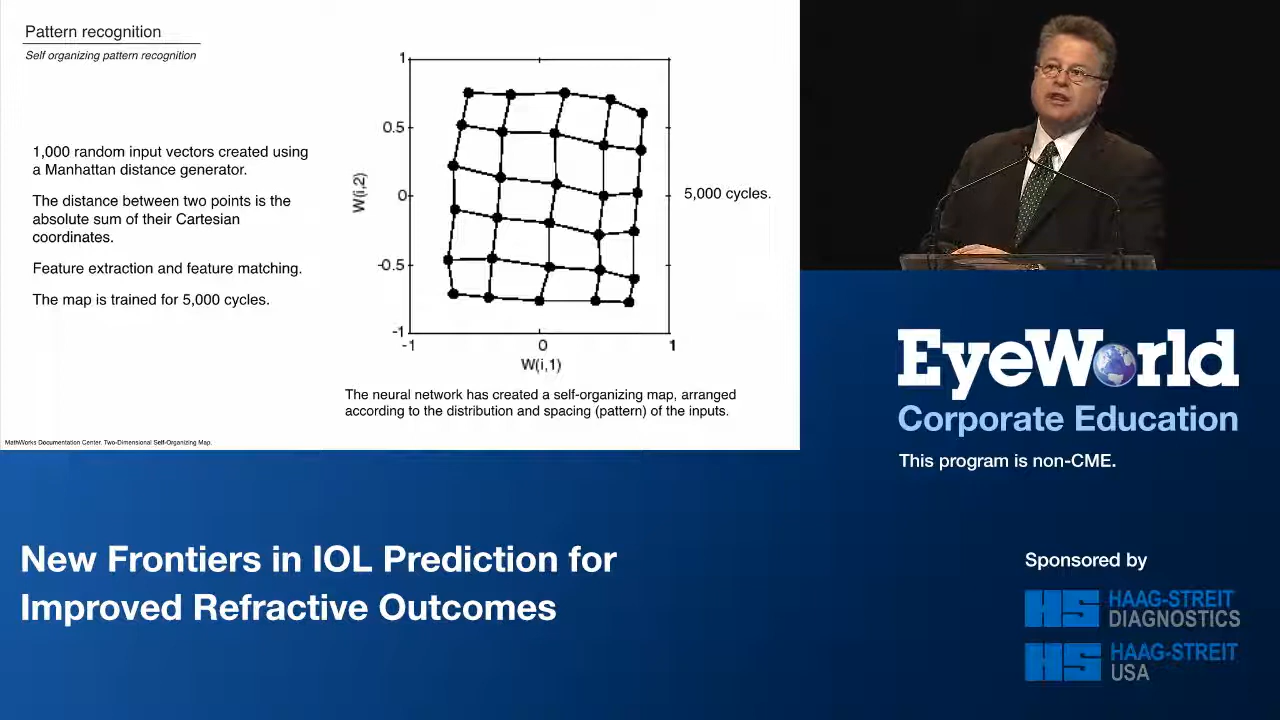 Pattern recognition
Self organizing pattern recognition
1,000 random input vectors created using
a Manhattan distance generator.
The distance between two points is the
absolute sum of their Cartesian
coordinates.
Feature extraction and feature matching.
The map is trained for 5,000 cycles.
1
0.5
0
-0.5
-1
W(i,2)
-1
0
1
W(i,1)
5,000 cycles.
The neural network has created a self-organizing map, arranged
according to the distribution and spacing (pattern) of the inputs.
MathWorks Documentation Center. Two-Dimensional Self-Organizing Map.
EyeWorld
Corporate Education
This program is non-CME.
New Frontiers in IOL Prediction for
Improved Refractive Outcomes
Sponsored by
HS HAAG-STREIT
DIAGNOSTICS
HS HAAG-STREIT
USA